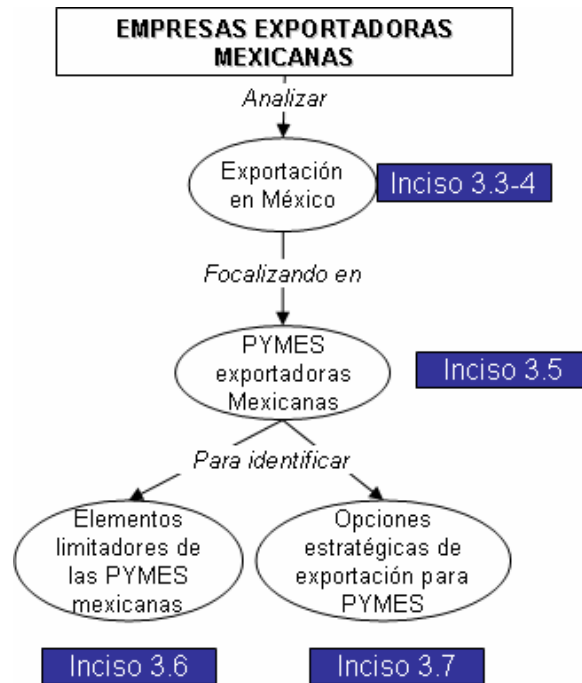 EMPRESAS EXPORTADORAS
MEXICANAS
Analizar
Exportación
en México
Inciso 3.3-4
Focalizando en
PYMES
exportadoras
Mexicanas
Inciso 3.5
Para identificar
Elementos
limitadores de
las PYMES
mexicanas
Opciones
estratégicas de
exportación para
PYMES
Inciso 3.6
Inciso 3.7